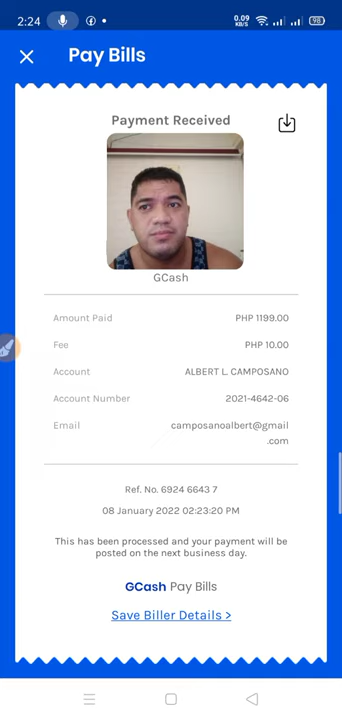 2:24
0.09
KB/S
98
Pay Bills
Payment Received
GCash
Amount Paid PHP 1199.00
Fee PHP 10.00
Account ALBERT L. CAMPOSANO
Account Number 2021-4642-06
Email camposanoalbert@gmail
.com
Ref. No. 6924 6643 7
08 January 2022 02:23:20 PM
This has been processed and your payment will be
posted on the next business day.
GCash Pay Bills
Save Biller Details >